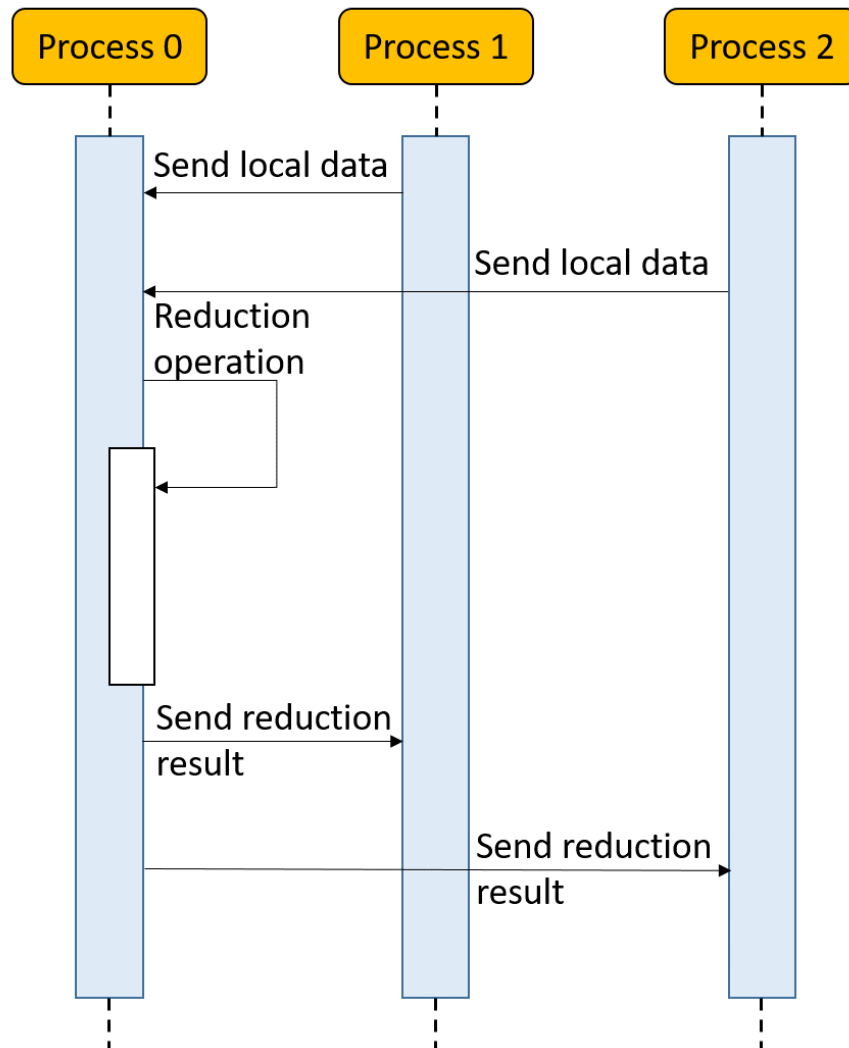 Process 0
Process 1
Process 2
Send local data
Send local data
Reduction
operation
Send reduction
result
Send reduction
result